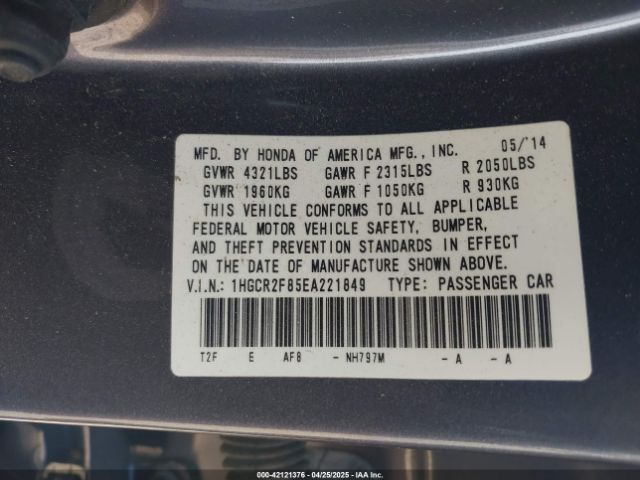 MFD. BY HONDA OF AMERICA MFG., INC. 05/'14
GVWR 4321LBS GAWR F 2315LBS R 2050LBS
GVWR 1960KG GAWR F 1050KG R 930KG
THIS VEHICLE CONFORMS TO ALL APPLICABLE
FEDERAL MOTOR VEHICLE SAFETY, BUMPER,
AND THEFT PREVENTION STANDARDS IN EFFECT
ON THE DATE OF MANUFACTURE SHOWN ABOVE.
V.I.N.: 1HGCR2F85EA221849 TYPE: PASSENGER CAR
T2F E AF8 - NH797M - A - A
000-42121376 | 04/25/2025 - IAA Inc.